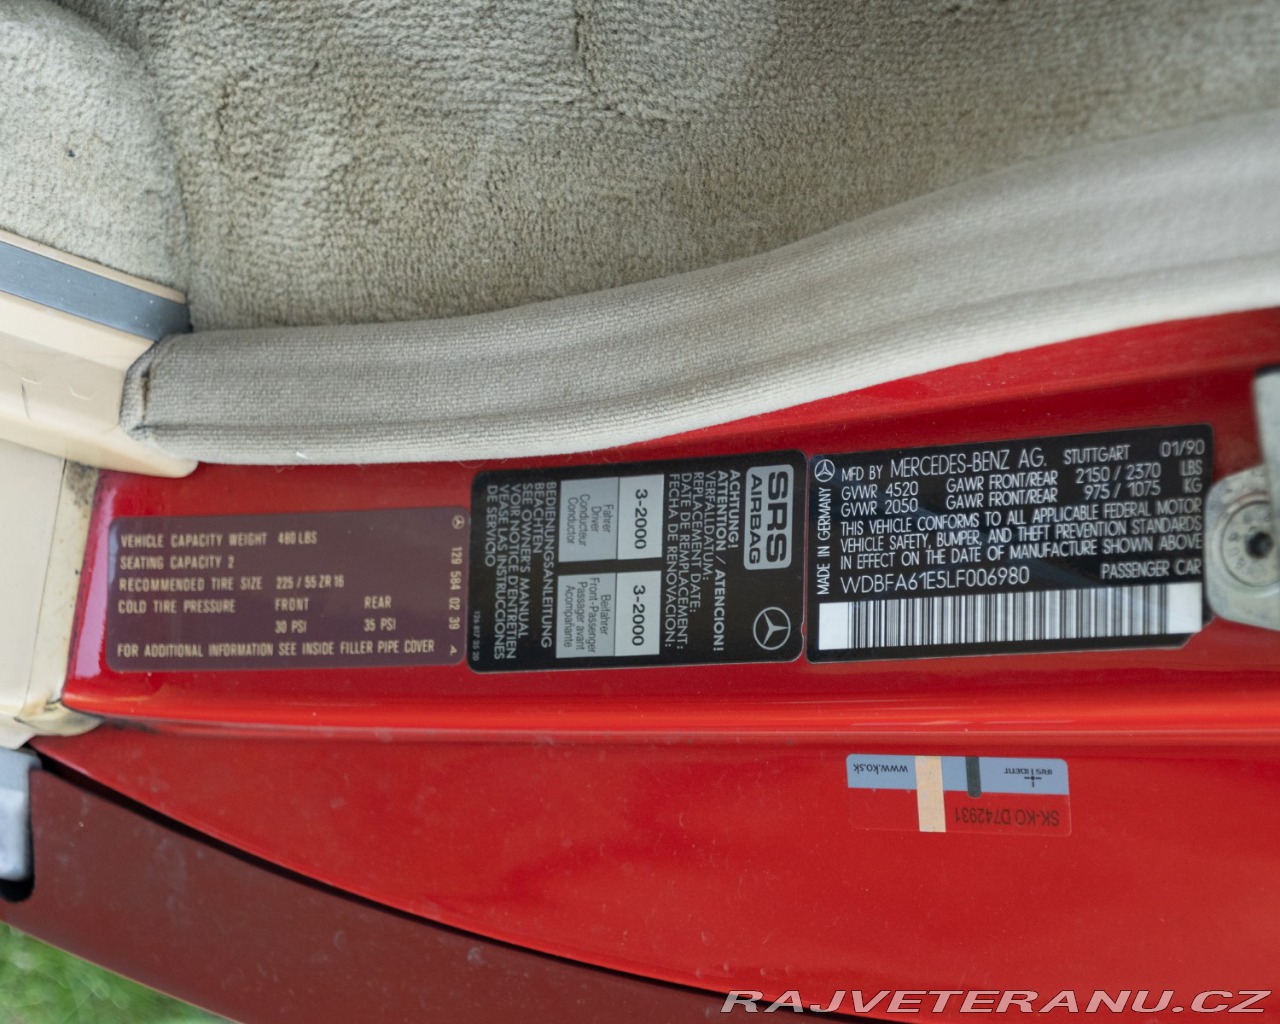 VEHICLE CAPACITY WEIGHT 480 LBS
SEATING CAPACITY 2
RECOMMENDED TIRE SIZE 225 / 55 ZR 16
COLD TIRE PRESSURE FRONT REAR
30 PSI 35 PSI
FOR ADDITIONAL INFORMATION SEE INSIDE FILLER PIPE COVER
129 584 02 39 A
SRS
AIRBAG
ACHTUNG!
ATTENTION / ATENCION!
VERFALLDATUM:
REPLACEMENT DATE:
DATE DE REMPLACEMENT:
FECHA DE RENOVACION:
3-2000
3-2000
Fahrer
Driver
Conducteur
Conductor
Beifahrer
Front-Passenger
Passager avant
Acompañante
BEDIENUNGSANLEITUNG
BEACHTEN
SEE OWNER'S MANUAL
VOIR NOTICE D'ENTRETIEN
VER INSTRUCCIONES
DE SERVICIO
MADE IN GERMANY
MFD BY MERCEDES-BENZ AG. STUTTGART 01/90
GVWR 4520 GAWR FRONT/REAR 2150 / 2370 LBS
GVWR 2050 GAWR FRONT/REAR 975 / 1075 KG
THIS VEHICLE CONFORMS TO ALL APPLICABLE FEDERAL MOTOR
VEHICLE SAFETY, BUMPER, AND THEFT PREVENTION STANDARDS
IN EFFECT ON THE DATE OF MANUFACTURE SHOWN ABOVE
WDBFA61E5LF006980 PASSENGER CAR
www.ko.sk
SK-KO D742931
RAJVETERANU.CZ